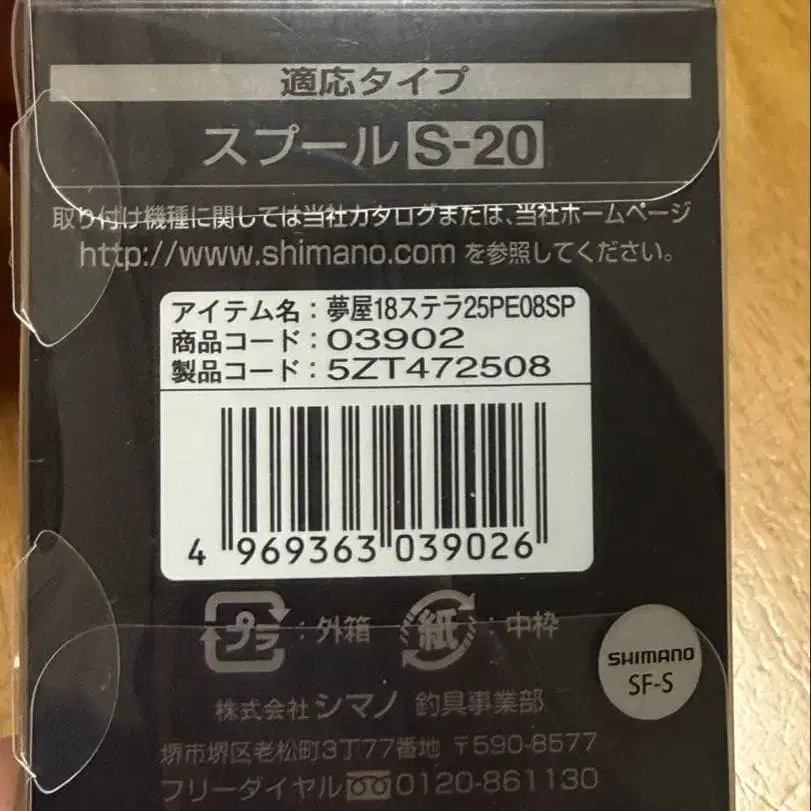 適応タイプ
スプール S-20
取り付け機種に関しては当社カタログまたは、当社ホームページ
http://www.shimano.com を参照してください。
アイテム名：夢屋18ステラ25PE08SP
商品コード：03902
製品コード：5ZT472508
4 969363 039026
プラ：外箱 紙：中枠
SHIMANO
SF-S
株式会社シマノ 釣具事業部
堺市堺区老松町3丁77番地 〒590-8577
フリーダイヤル 0120-861130